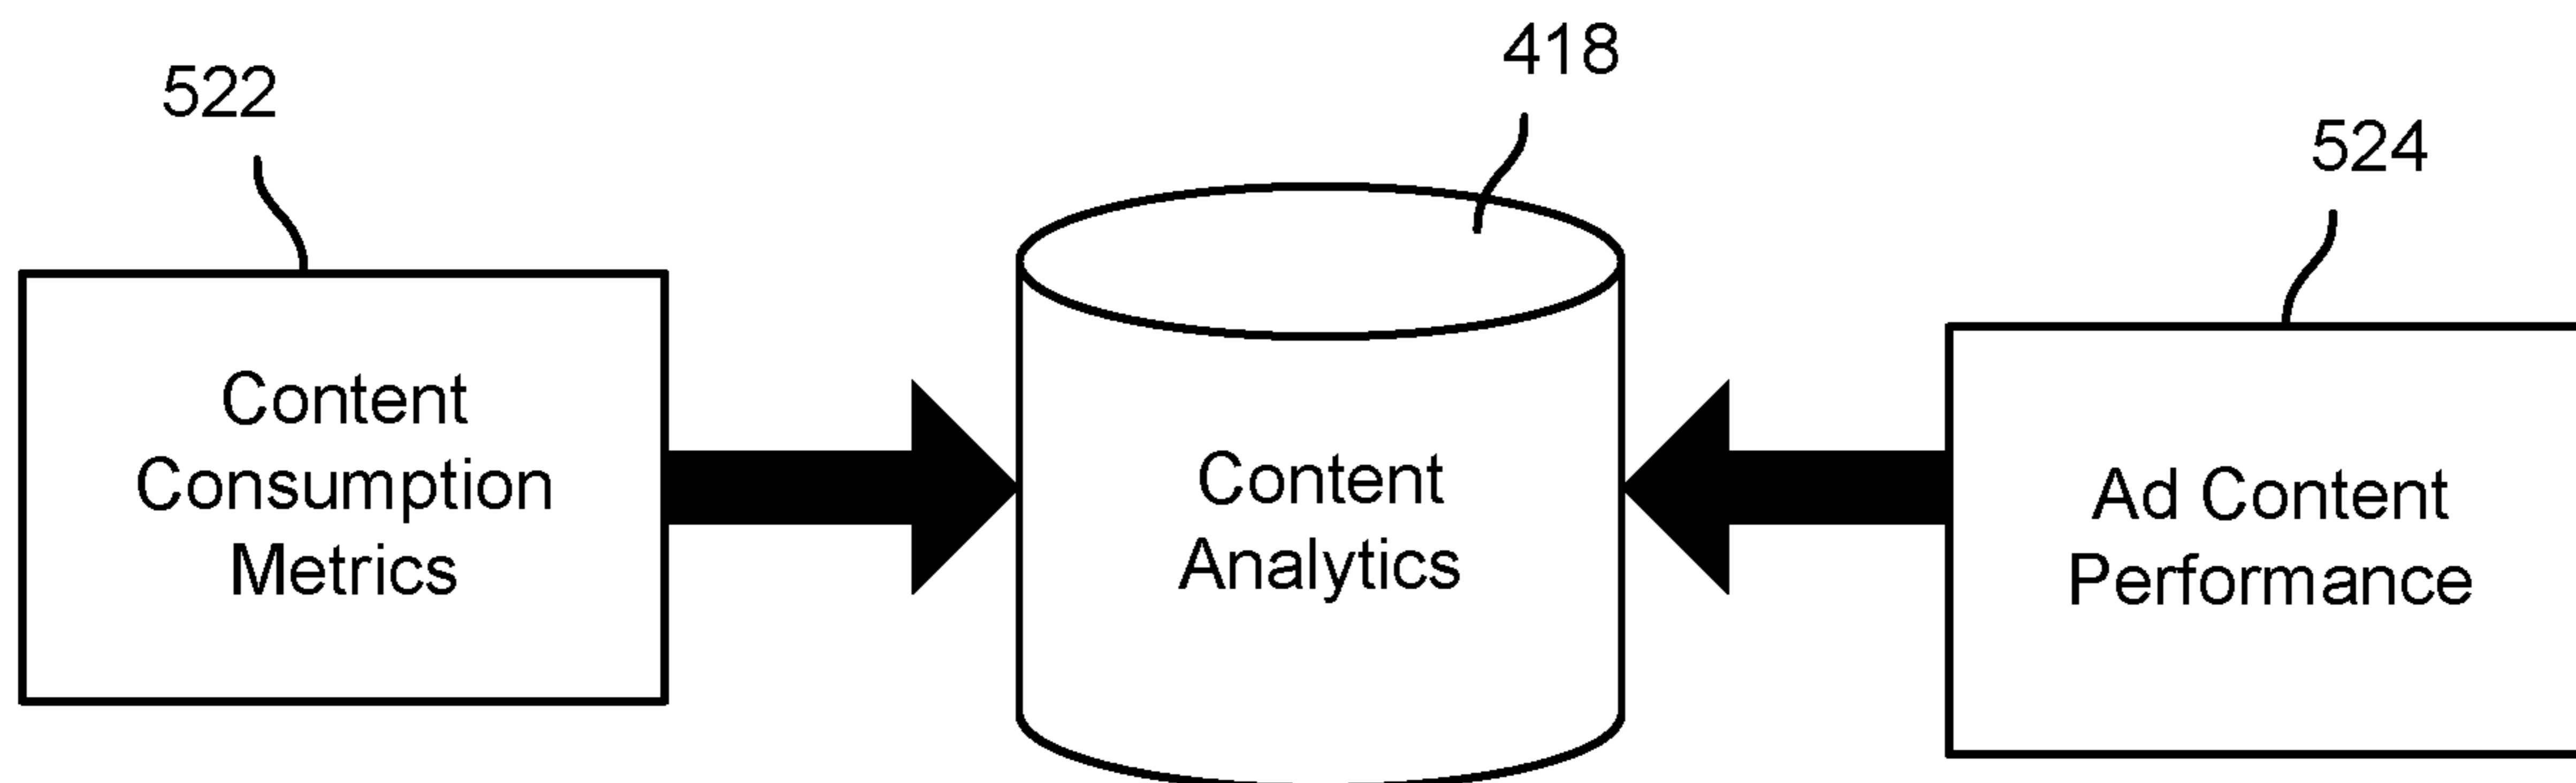 522
418
524
Content
Consumption
Metrics
Content
Analytics
Ad Content
Performance